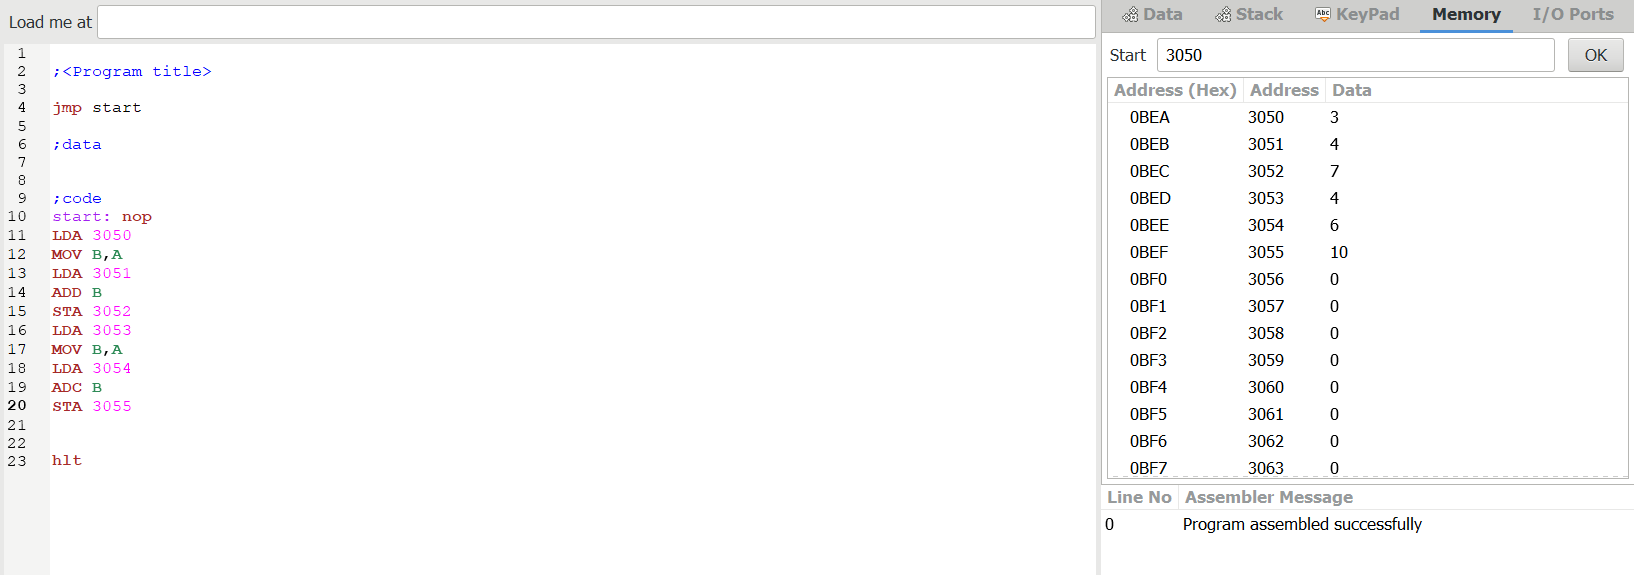 Load me at
1
2 ;<Program title>
3
4 jmp start
5
6 ;data
7
8
9 ;code
10 start: nop
11 LDA 3050
12 MOV B,A
13 LDA 3051
14 ADD B
15 STA 3052
16 LDA 3053
17 MOV B,A
18 LDA 3054
19 ADC B
20 STA 3055
21
22
23 hlt
Data Stack Abc KeyPad Memory I/O Ports
Start 3050 OK
Address (Hex) Address Data
0BEA 3050 3
0BEB 3051 4
0BEC 3052 7
0BED 3053 4
0BEE 3054 6
0BEF 3055 10
0BF0 3056 0
0BF1 3057 0
0BF2 3058 0
0BF3 3059 0
0BF4 3060 0
0BF5 3061 0
0BF6 3062 0
0BF7 3063 0
Line No Assembler Message
0 Program assembled successfully